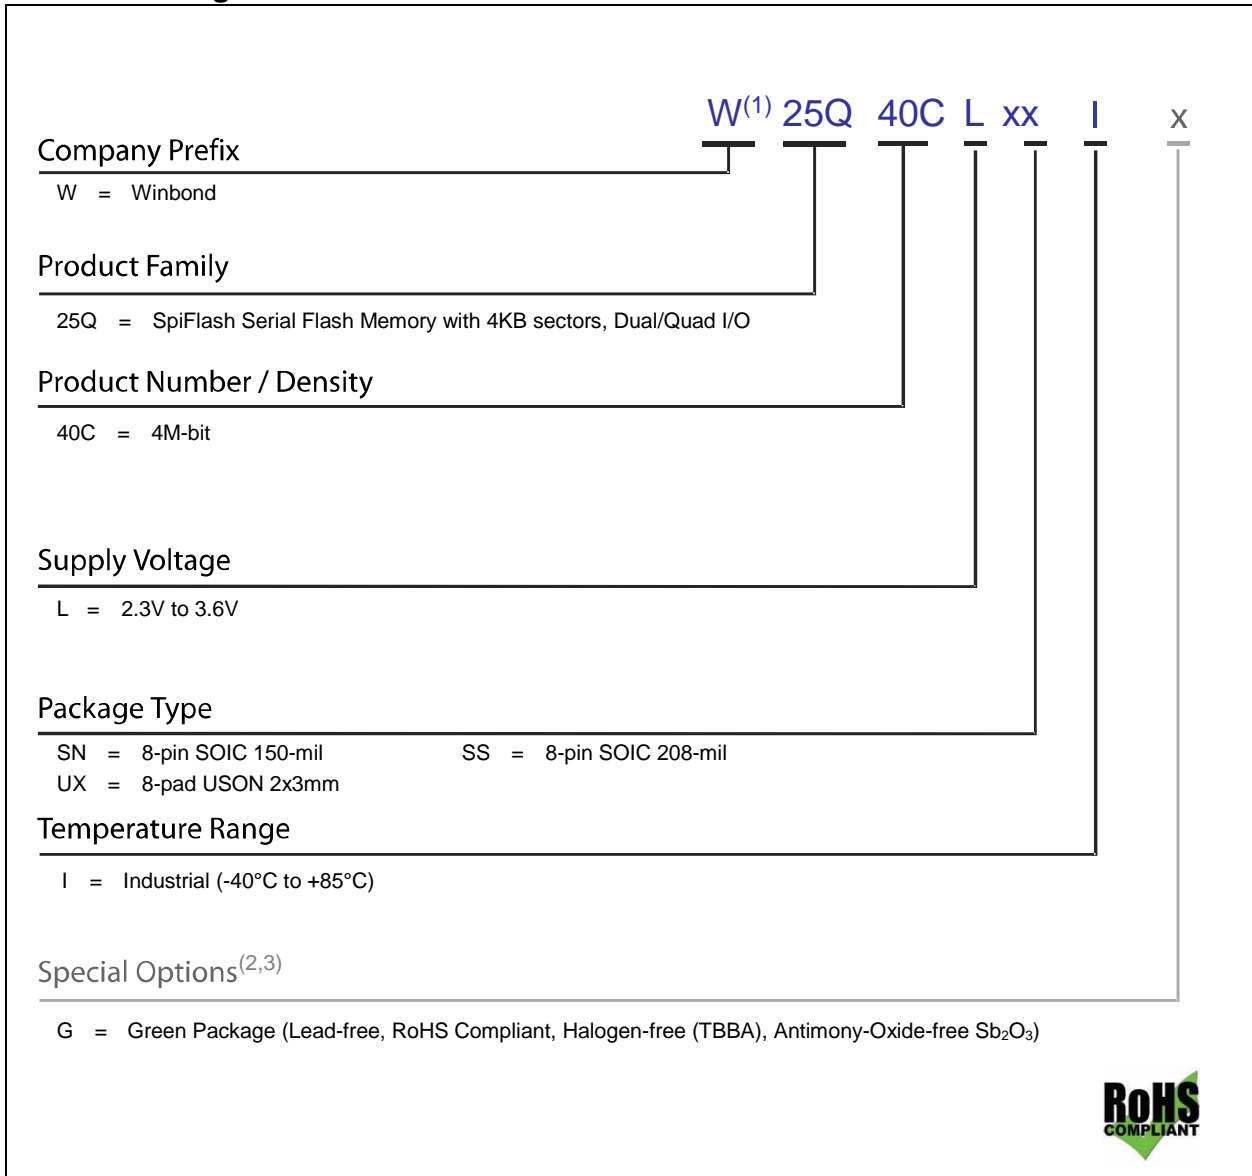 W(1) 25Q 40C L xx I x
Company Prefix
W = Winbond
Product Family
25Q = SpiFlash Serial Flash Memory with 4KB sectors, Dual/Quad I/O
Product Number / Density
40C = 4M-bit
Supply Voltage
L = 2.3V to 3.6V
Package Type
SN = 8-pin SOIC 150-mil SS = 8-pin SOIC 208-mil
UX = 8-pad USON 2x3mm
Temperature Range
I = Industrial (-40°C to +85°C)
Special Options(2,3)
G = Green Package (Lead-free, RoHS Compliant, Halogen-free (TBBA), Antimony-Oxide-free Sb₂O₃)
RoHS
COMPLIANT